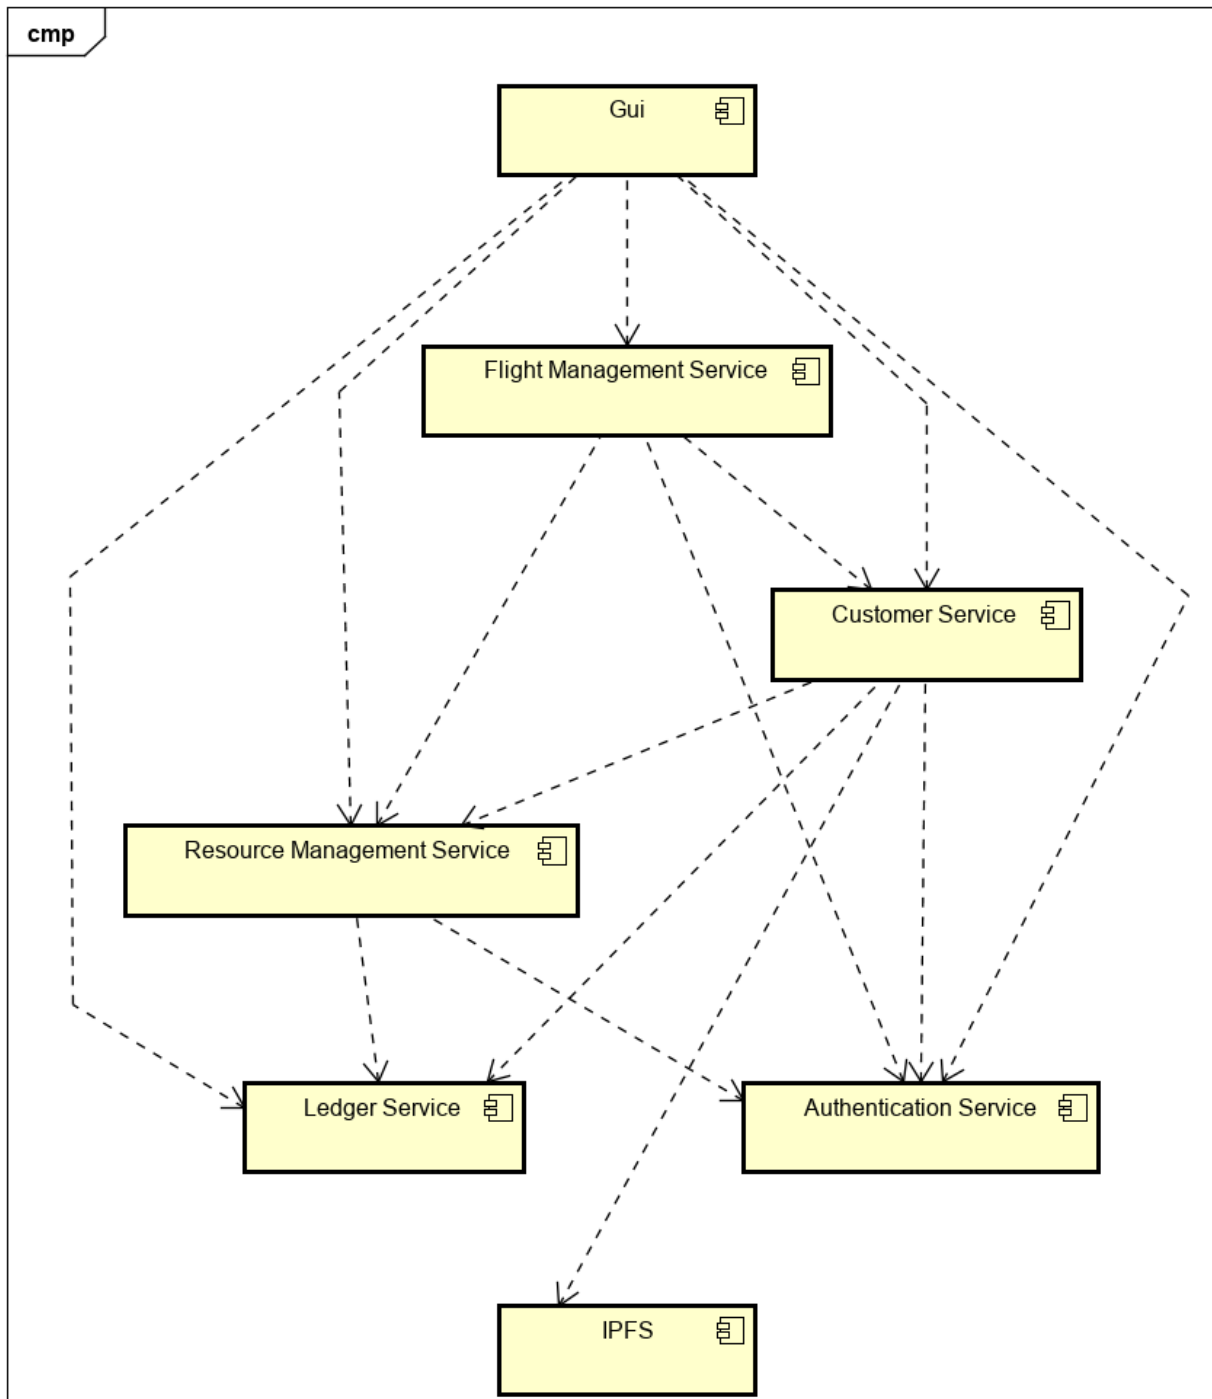 cmp
Gui
Flight Management Service
Customer Service
Resource Management Service
Ledger Service
Authentication Service
IPFS